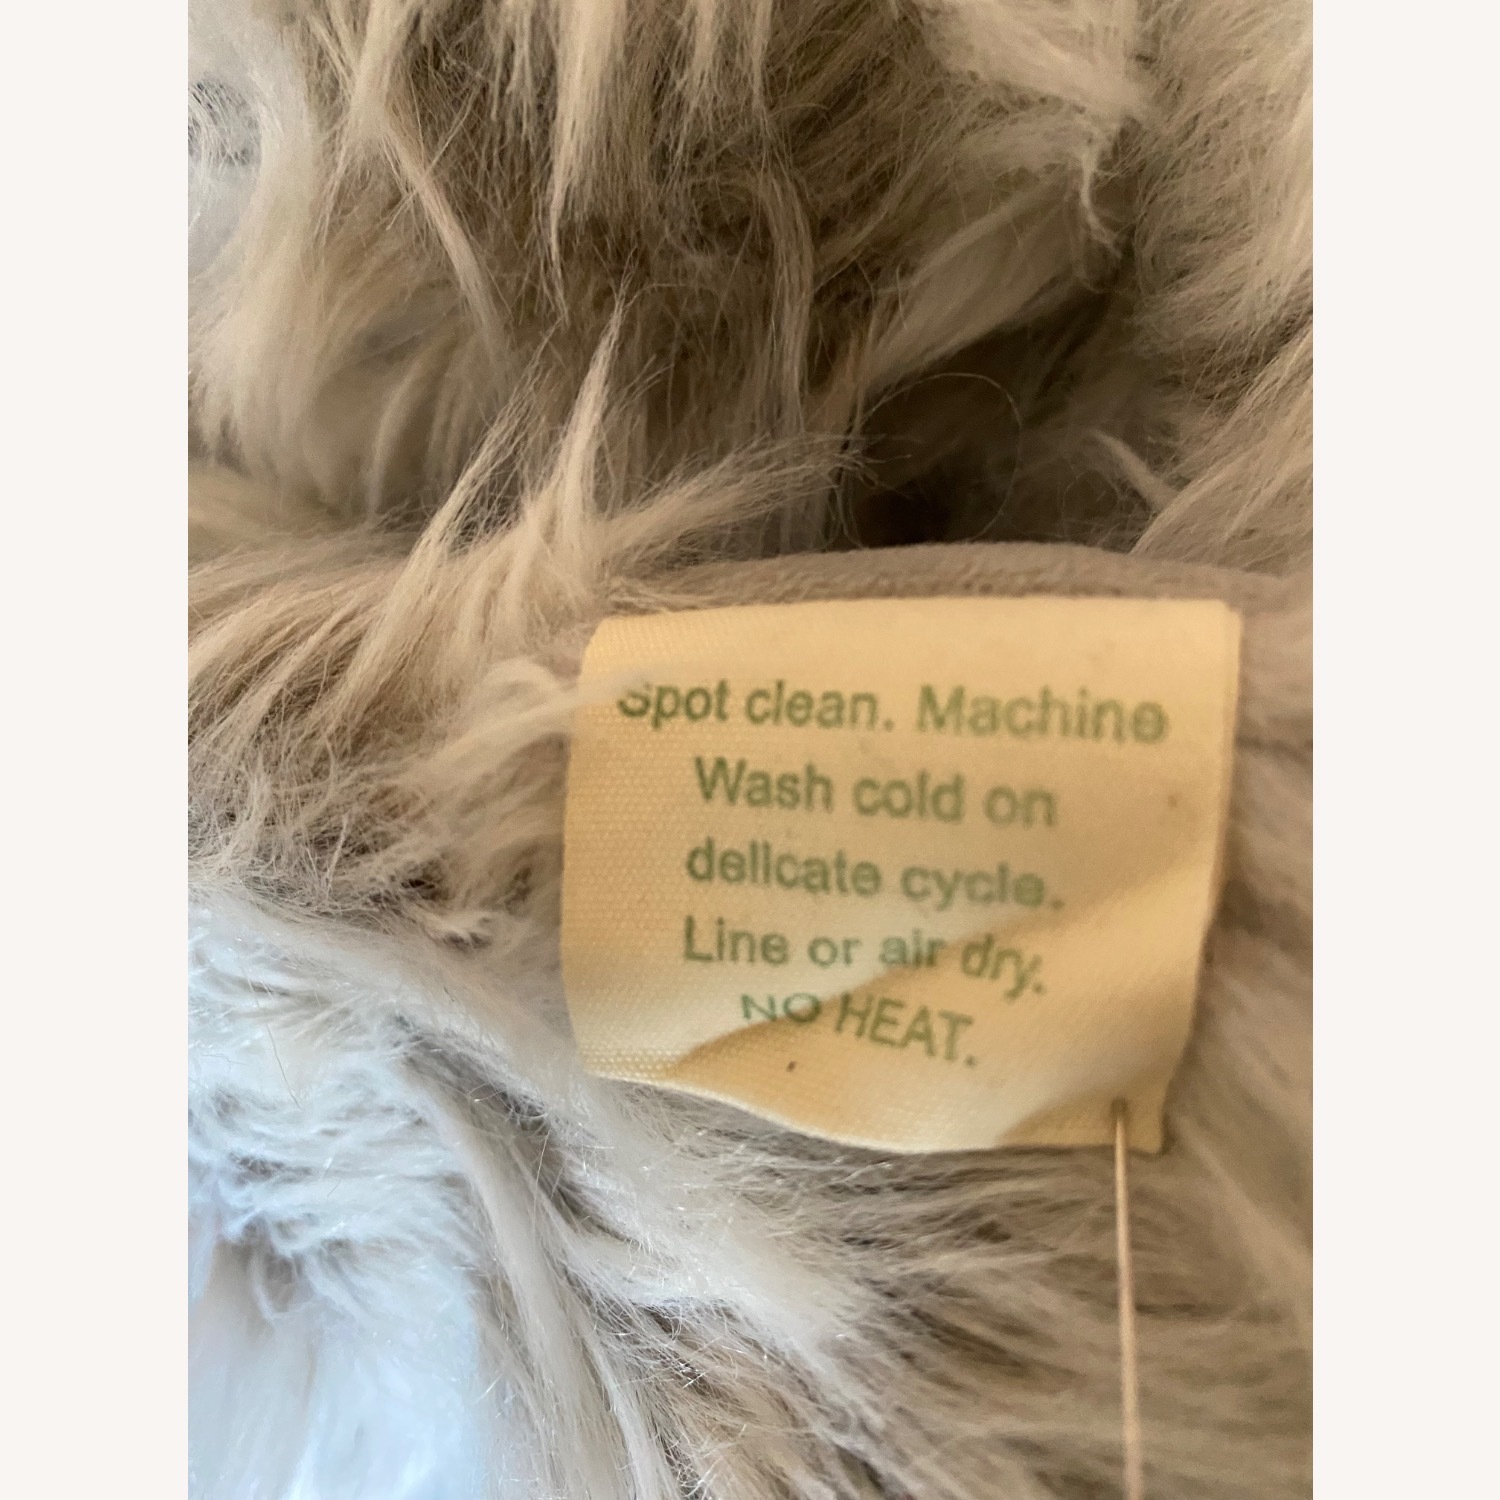 Spot clean. Machine
Wash cold on
delicate cycle.
Line or air dry.
NO HEAT.